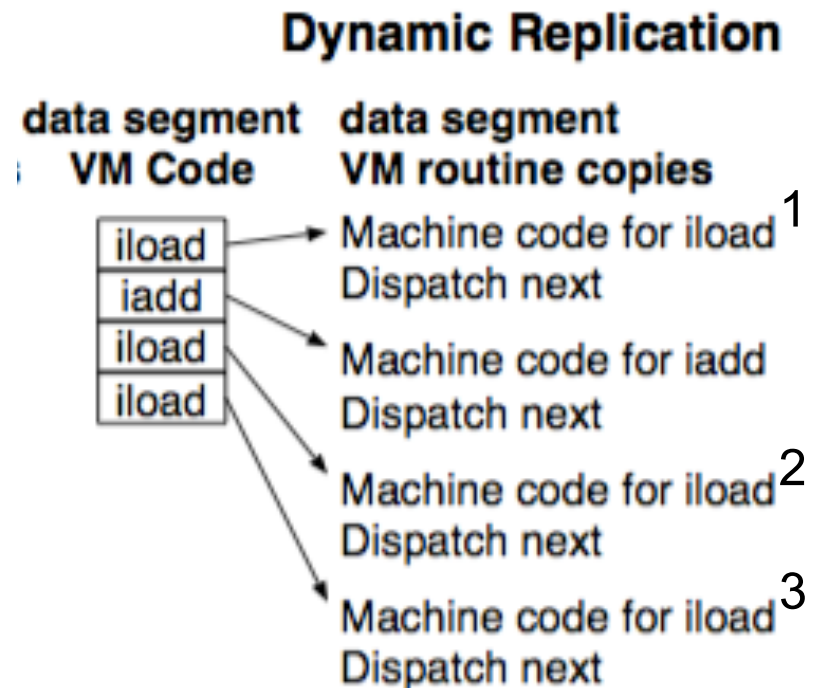 Dynamic Replication
data segment
VM Code
data segment
VM routine copies
iload
iadd
iload
iload
Machine code for iload 1
Dispatch next
Machine code for iadd
Dispatch next
Machine code for iload 2
Dispatch next
Machine code for iload 3
Dispatch next